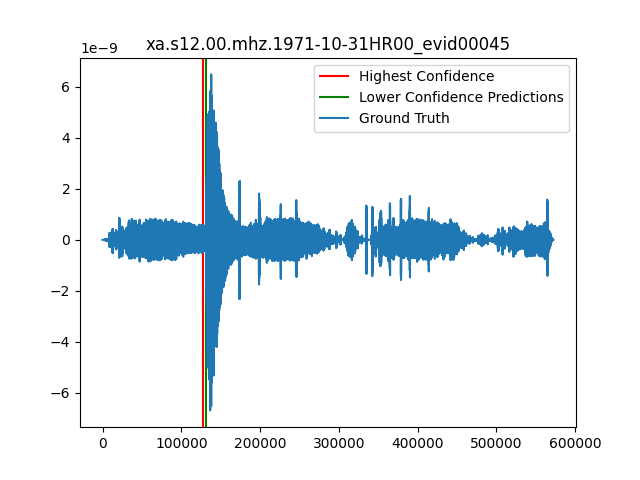 xa.s12.00.mhz.1971-10-31HR00_evid00045
1e−9
Highest Confidence
Lower Confidence Predictions
Ground Truth
6
4
2
0
−2
−4
−6
0 100000 200000 300000 400000 500000 600000